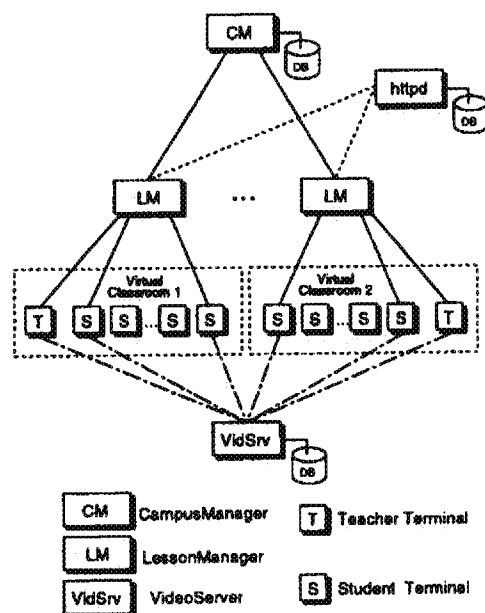 CM
DB
httpd
DB
LM ... LM
Virtual Classroom 1
Virtual Classroom 2
T S S ... S S
S S ... S S T
VidSrv
DB
CM CampusManager
T Teacher Terminal
LM LessonManager
VidSrv VideoServer
S Student Terminal